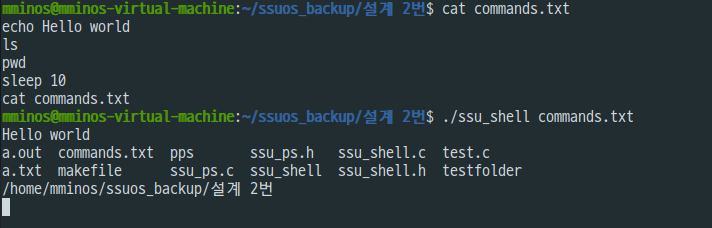 mminos@mminos-virtual-machine:~/ssuos_backup/설계 2번$ cat commands.txt
echo Hello world
ls
pwd
sleep 10
cat commands.txt
mminos@mminos-virtual-machine:~/ssuos_backup/설계 2번$ ./ssu_shell commands.txt
Hello world
a.out  commands.txt  pps       ssu_ps.h   ssu_shell.c  test.c
a.txt  makefile      ssu_ps.c  ssu_shell  ssu_shell.h  testfolder
/home/mminos/ssuos_backup/설계 2번